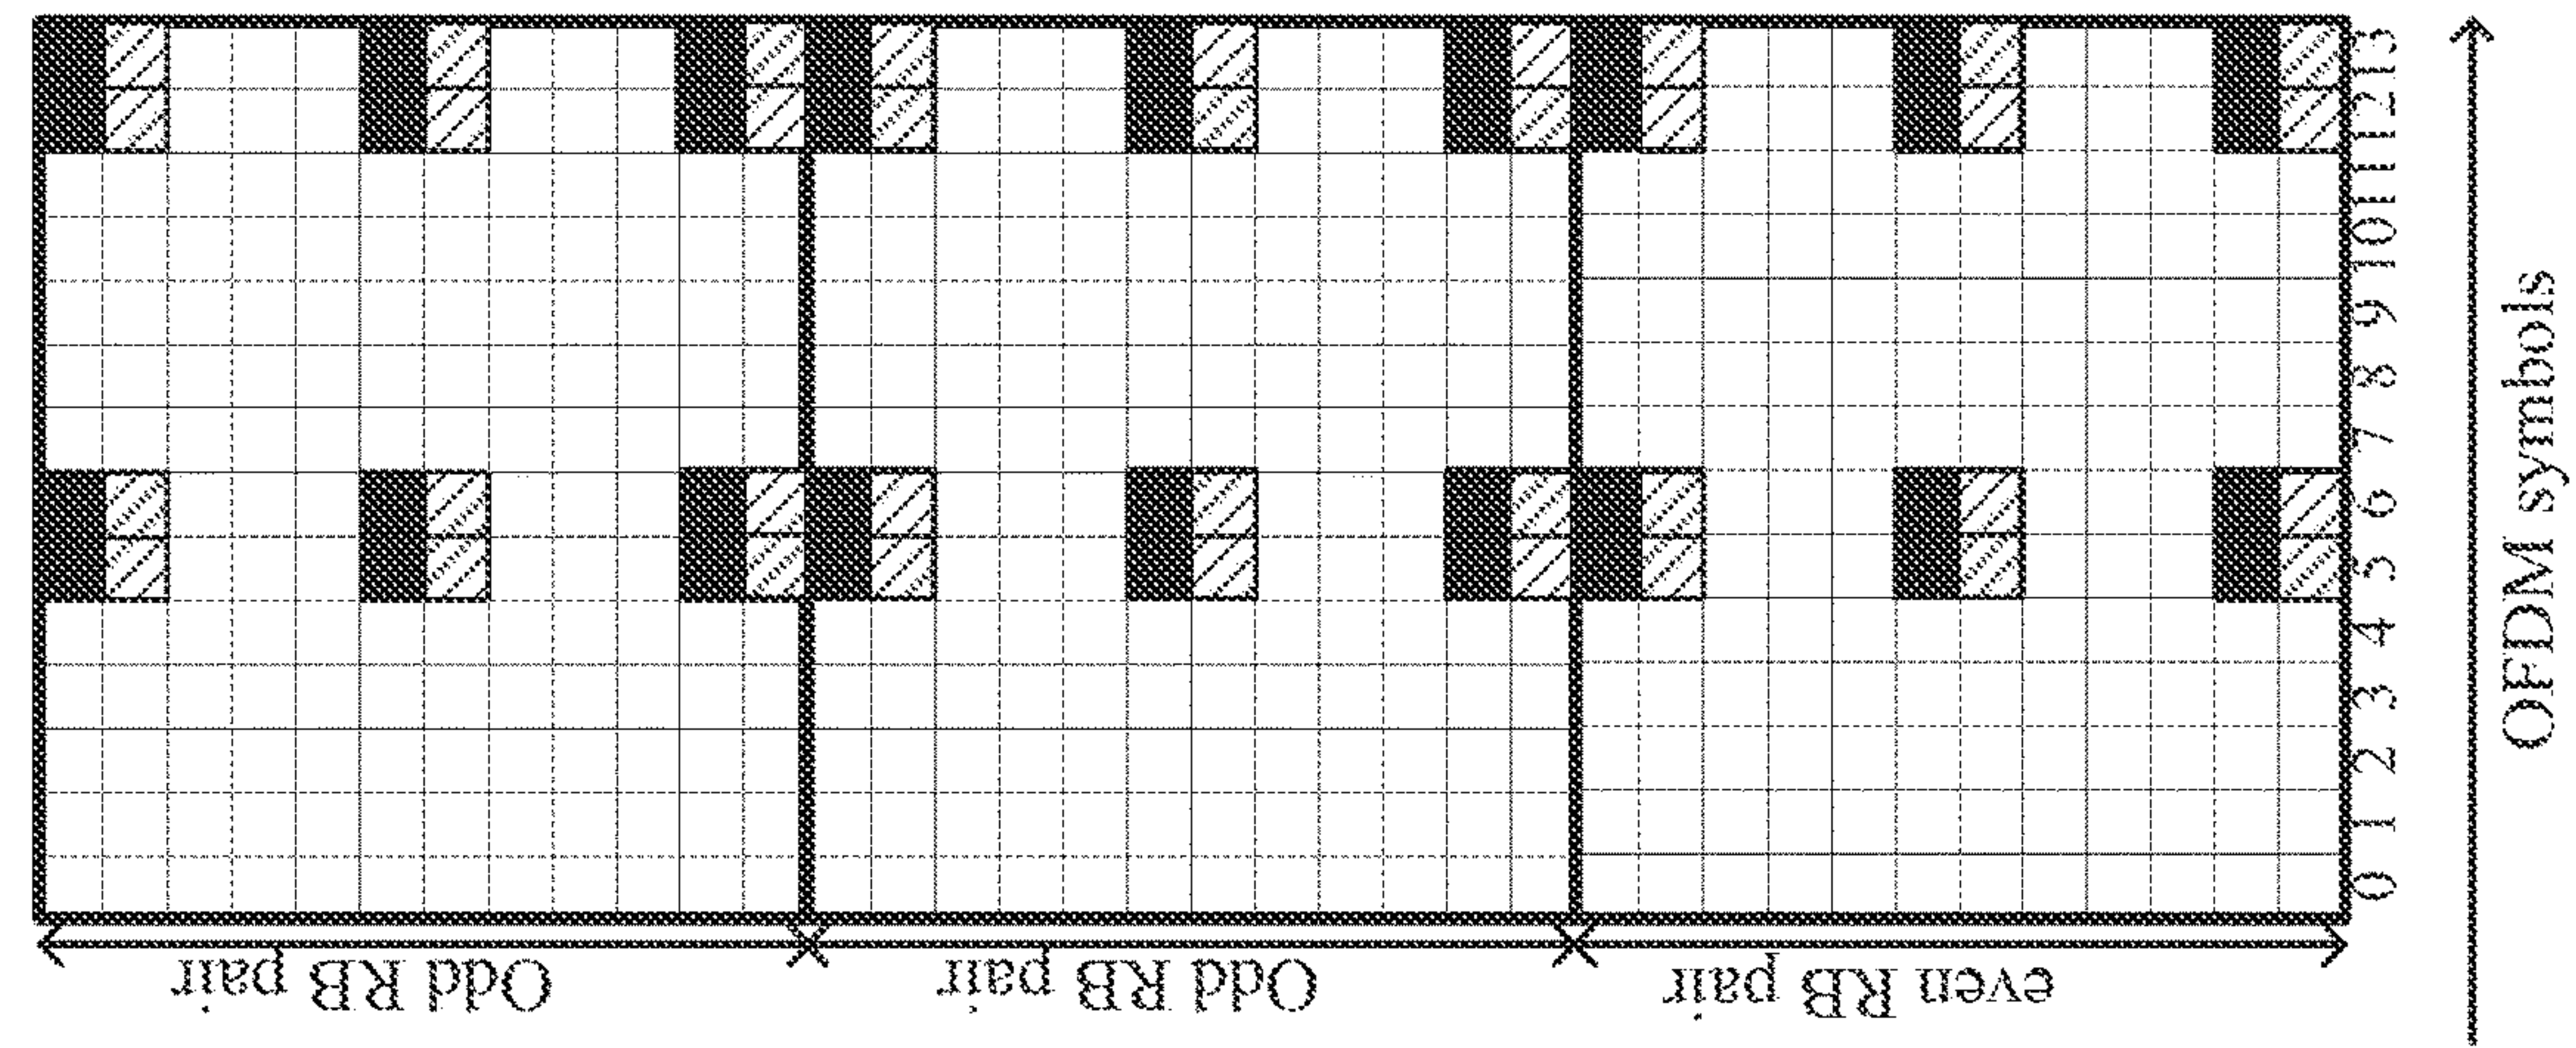 Odd RB pair
Odd RB pair
even RB pair
0 1 2 3 4 5 6 7 8 9 10 11 12 13
OFDM symbols